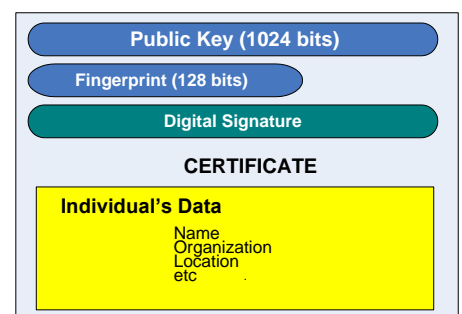 Public Key (1024 bits)
Fingerprint (128 bits)
Digital Signature
CERTIFICATE
Individual's Data
Name
Organization
Location
etc .